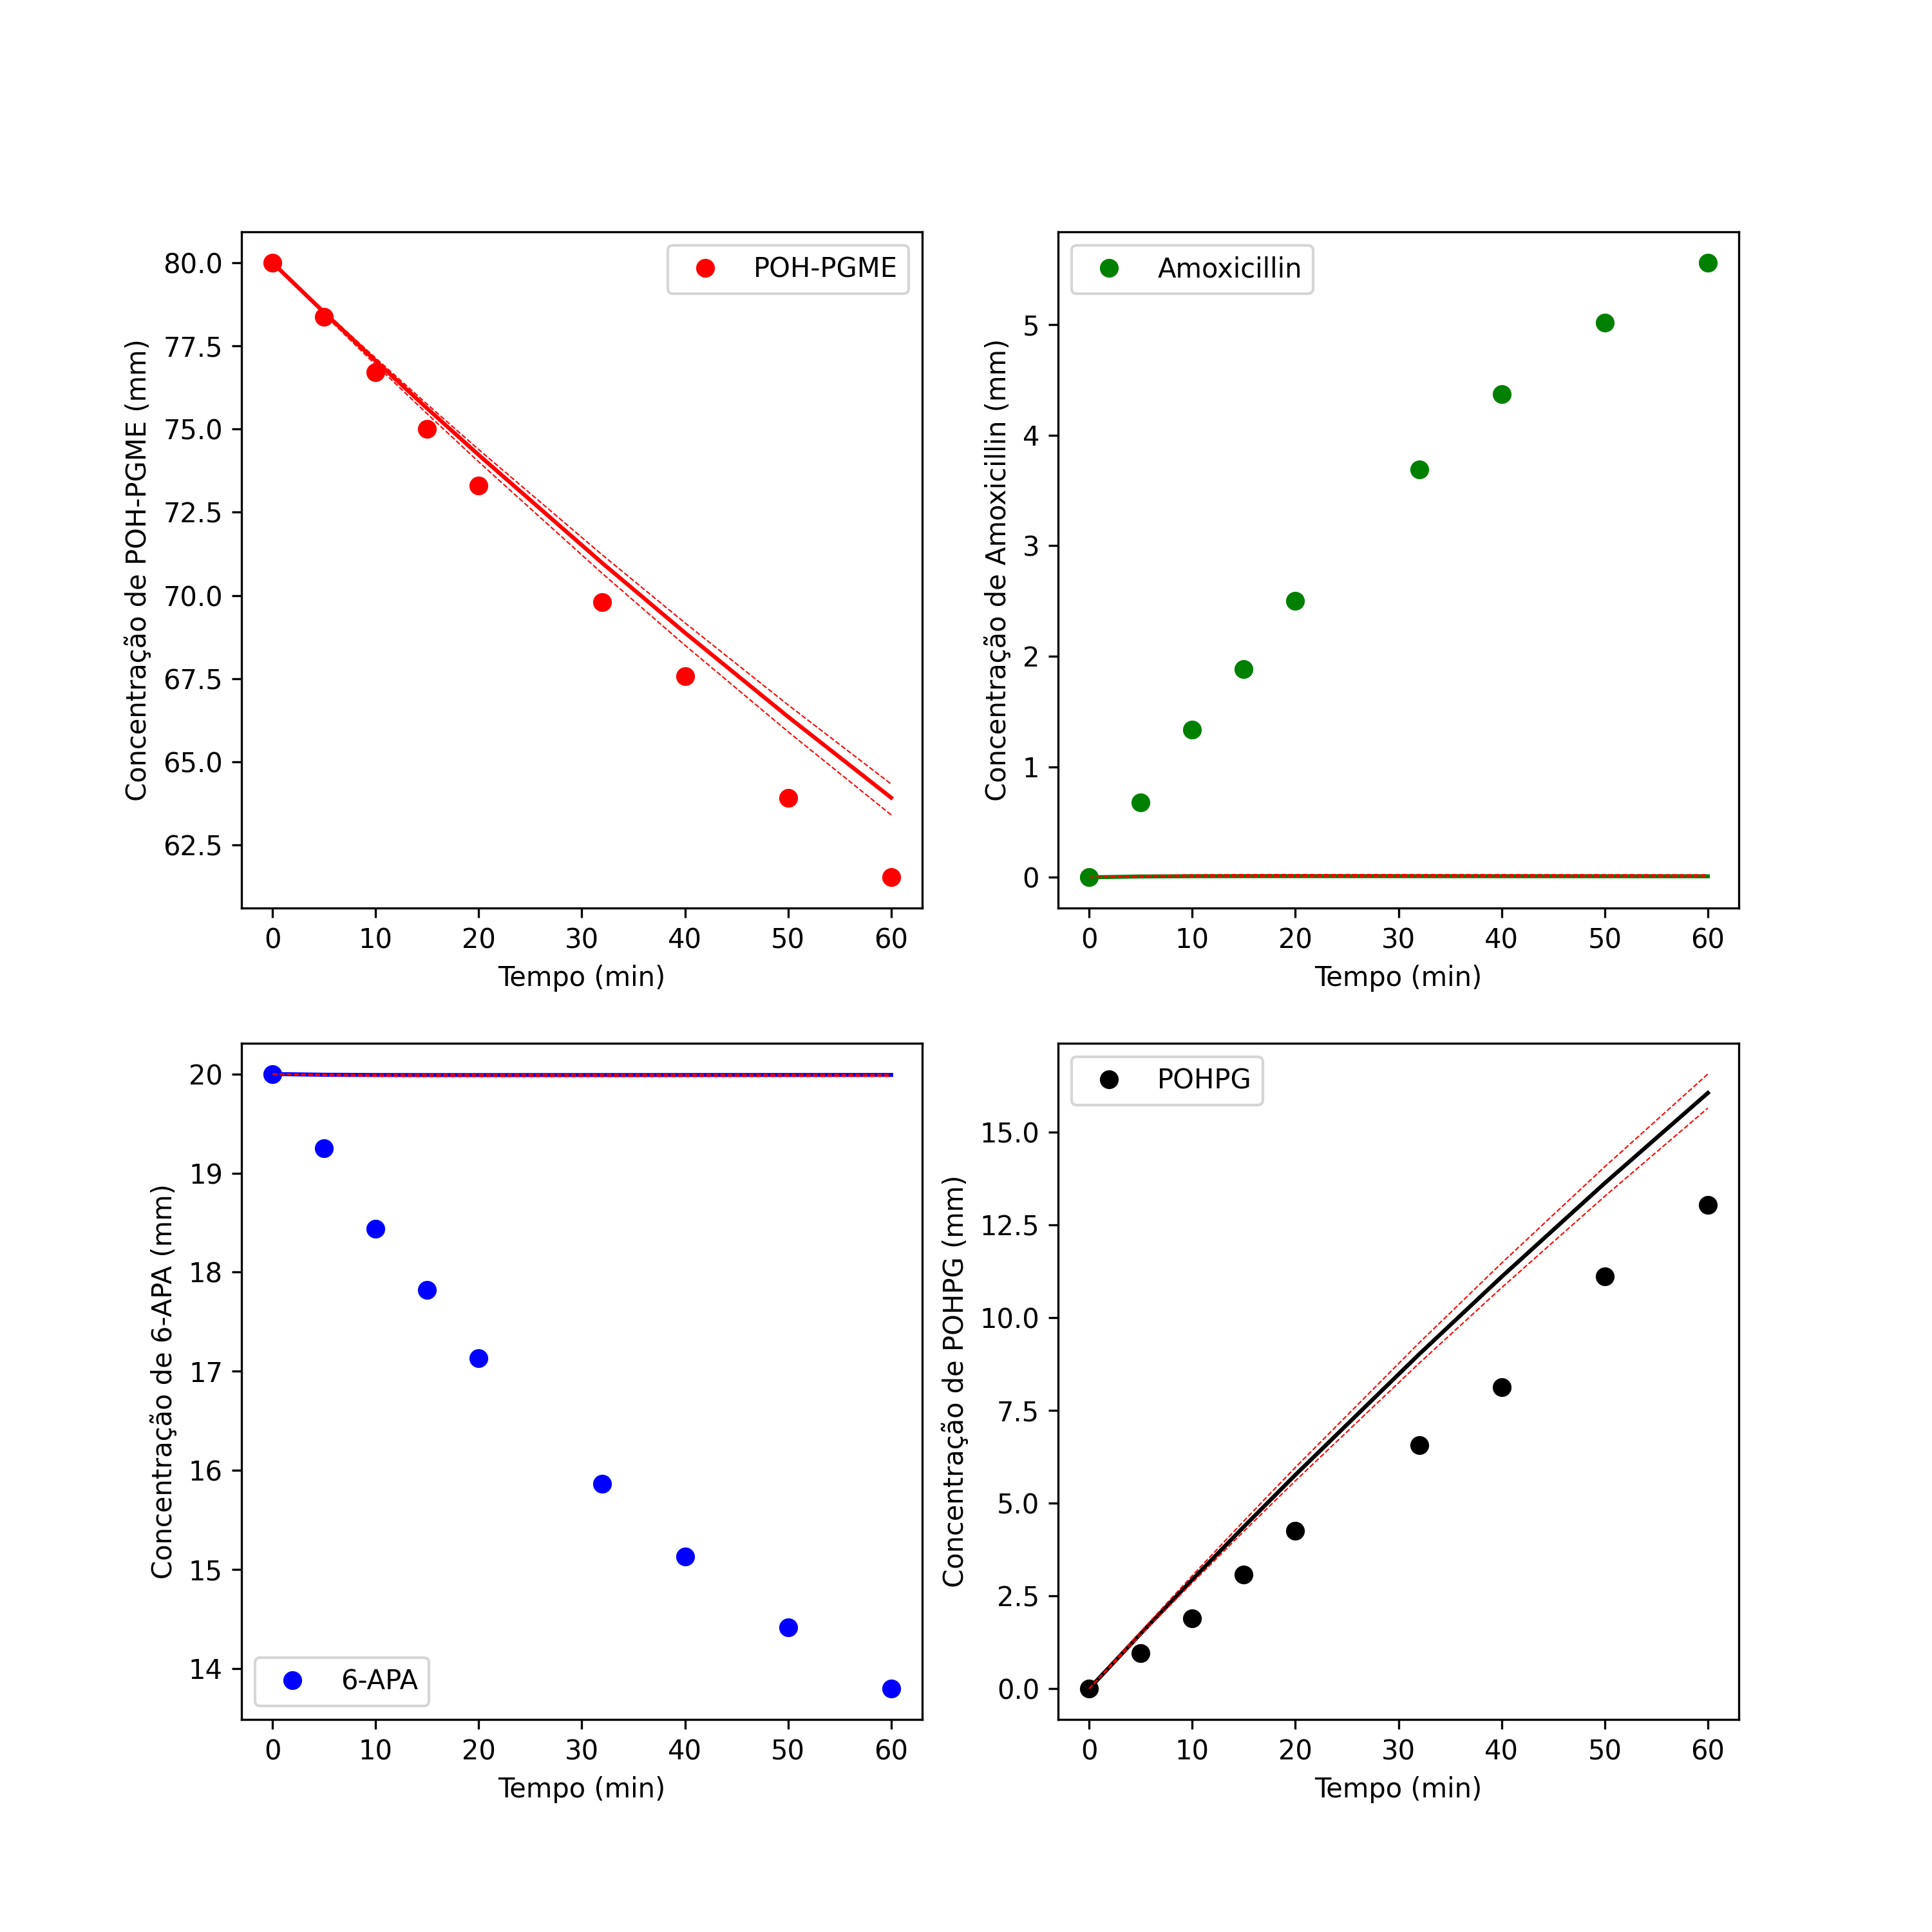 POH-PGME
Concentração de POH-PGME (mm)
80.0
77.5
75.0
72.5
70.0
67.5
65.0
62.5
0 10 20 30 40 50 60
Tempo (min)
Amoxicillin
Concentração de Amoxicillin (mm)
5
4
3
2
1
0
0 10 20 30 40 50 60
Tempo (min)
6-APA
Concentração de 6-APA (mm)
20
19
18
17
16
15
14
0 10 20 30 40 50 60
Tempo (min)
POHPG
Concentração de POHPG (mm)
15.0
12.5
10.0
7.5
5.0
2.5
0.0
0 10 20 30 40 50 60
Tempo (min)